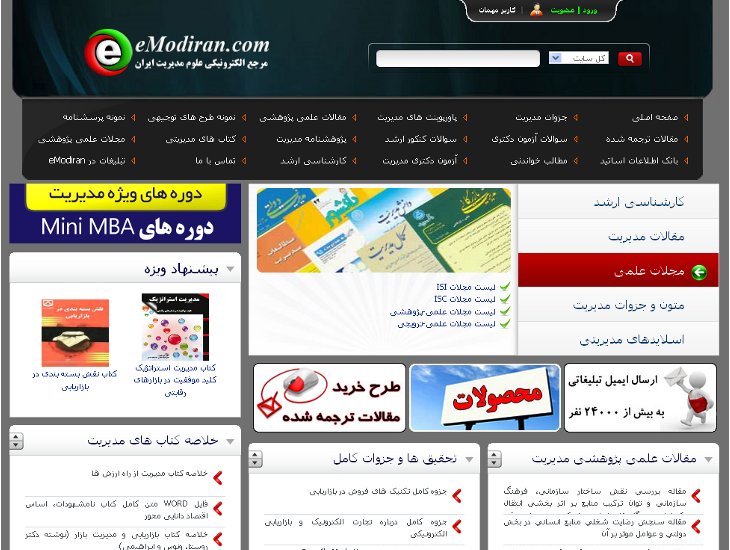 ورود | عضویت | کاربر مهمان
eModiran.com
مرجع الکترونیکی علوم مدیریت ایران
کل سایت
صفحه اصلی
جزوات مدیریت
پاورپوینت های مدیریت
مقالات علمی پژوهشی
نمونه طرح های توجیهی
نمونه پرسشنامه
مقالات ترجمه شده
سوالات آزمون دکتری
سوالات کنکور ارشد
پژوهشنامه مدیریت
کتاب های مدیریتی
مجلات علمی پژوهشی
بانک اطلاعات اساتید
مطالب خواندنی
آزمون دکتری مدیریت
کارشناسی ارشد
تماس با ما
تبلیغات در eModiran
کارشناسی ارشد
مقالات مدیریت
مجلات علمی
متون و جزوات مدیریت
اسلایدهای مدیریتی
لیست مجلات ISI
لیست مجلات ISC
لیست مجلات علمی-پژوهشی
لیست مجلات علمی-ترویجی
دوره های ویژه مدیریت
دوره های Mini MBA
پیشنهاد ویژه
مدیریت استراتژیک
نقش بسته بندی در
بازاریابی
کتاب مدیریت استراتژیک
کلید موفقیت در بازارهای
رقابتی
کتاب نقش بسته بندی در
بازاریابی
ارسال ایمیل تبلیغاتی
به بیش از ۲۴۰۰۰ نفر
محصولات
طرح خرید
مقالات ترجمه شده
مقالات علمی پژوهشی مدیریت
مقاله بررسی نقش ساختار سازمانی، فرهنگ
سازمانی و توان ترکیب منابع بر اثر بخشی انتقال
مقاله سنجش رضایت شغلی منابع انسانی در بخش
دولتی و عوامل موثر بر آن
تحقیق ها و جزوات کامل
جزوه کامل تکنیک های فروش در بازاریابی
جزوه کامل درباره تجارت الکترونیک و بازاریابی
الکترونیکی
خلاصه کتاب های مدیریت
خلاصه کتاب مدیریت از راه ارزش ها
فایل WORD متن کامل کتاب نامشهودات، اساس
اقتصاد دانایی محور
خلاصه کتاب بازاریابی و مدیریت بازار (نوشته دکتر
روستا، ونوس و ابراهیمی)